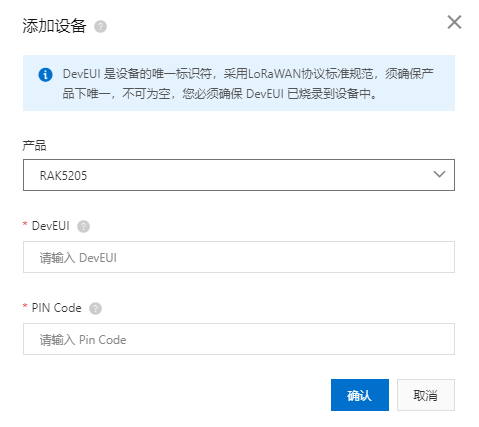 添加设备
DevEUI 是设备的唯一标识符，采用LoRaWAN协议标准规范，须确保产
品下唯一，不可为空，您必须确保 DevEUI 已烧录到设备中。
产品
RAK5205
* DevEUI
请输入 DevEUI
* PIN Code
请输入 Pin Code
确认 取消